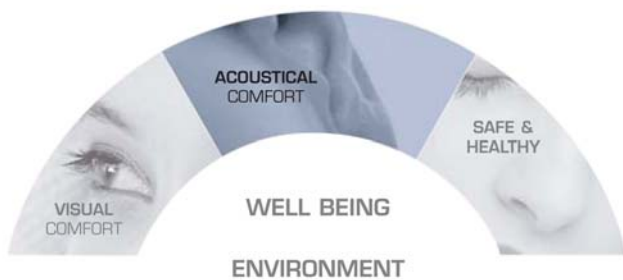 ACOUSTICAL
COMFORT
SAFE &
HEALTHY
VISUAL
COMFORT
WELL BEING
ENVIRONMENT